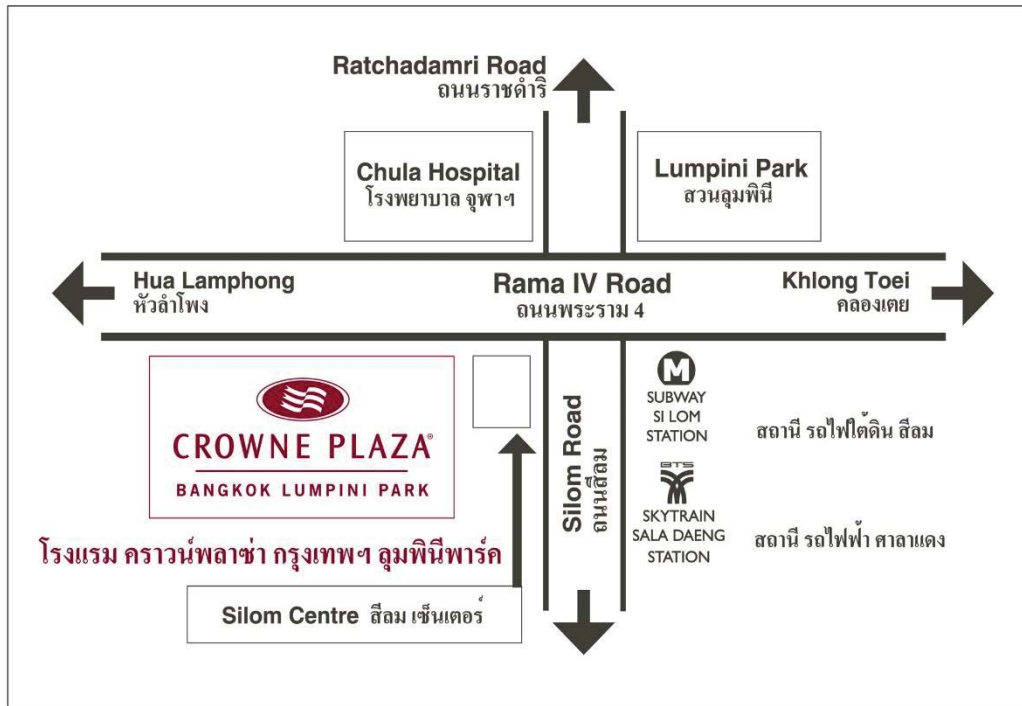 Ratchadamri Road
ถนนราชดำริ
Chula Hospital
โรงพยาบาล จุฬาฯ
Lumpini Park
สวนลุมพินี
Hua Lamphong
หัวลำโพง
Rama IV Road
ถนนพระราม 4
Khlong Toei
คลองเตย
CROWNE PLAZA®
BANGKOK LUMPINI PARK
โรงแรม คราวน์พลาซ่า กรุงเทพฯ ลุมพินีพาร์ค
Silom Centre สีลม เซ็นเตอร์
Silom Road
ถนนสีลม
M
SUBWAY
SI LOM
STATION
สถานี รถไฟใต้ดิน สีลม
BTS
SKYTRAIN
SALA DAENG
STATION
สถานี รถไฟฟ้า ศาลาแดง